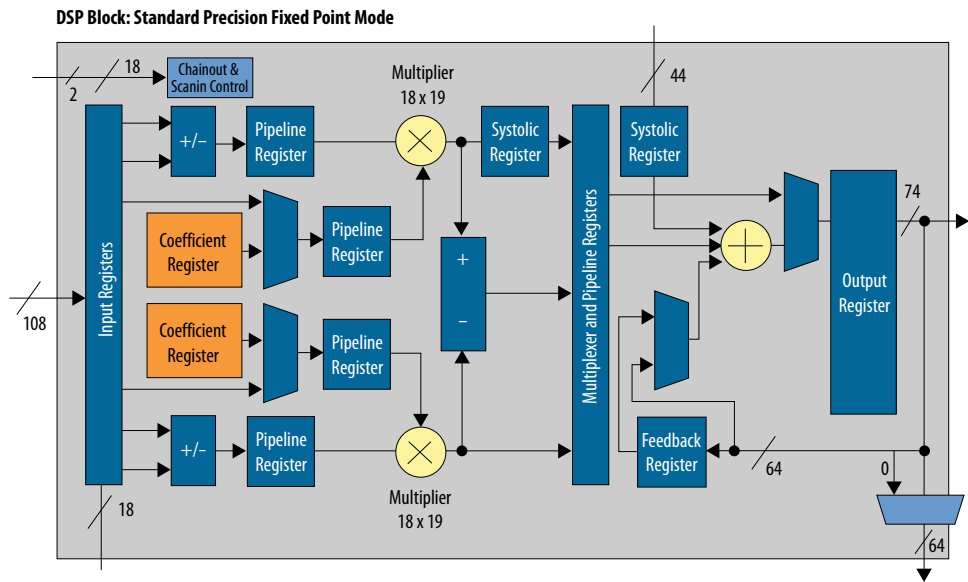 DSP Block: Standard Precision Fixed Point Mode
18
2
Chainout &
Scanin Control
Multiplier
18 x 19
44
+/–
Pipeline
Register
Systolic
Register
Systolic
Register
74
Coefficient
Register
Pipeline
Register
Input Registers
108
+
–
Multiplexer and Pipeline Registers
Output
Register
Coefficient
Register
Pipeline
Register
+/–
Pipeline
Register
Feedback
Register
64
0
Multiplier
18 x 19
18
64